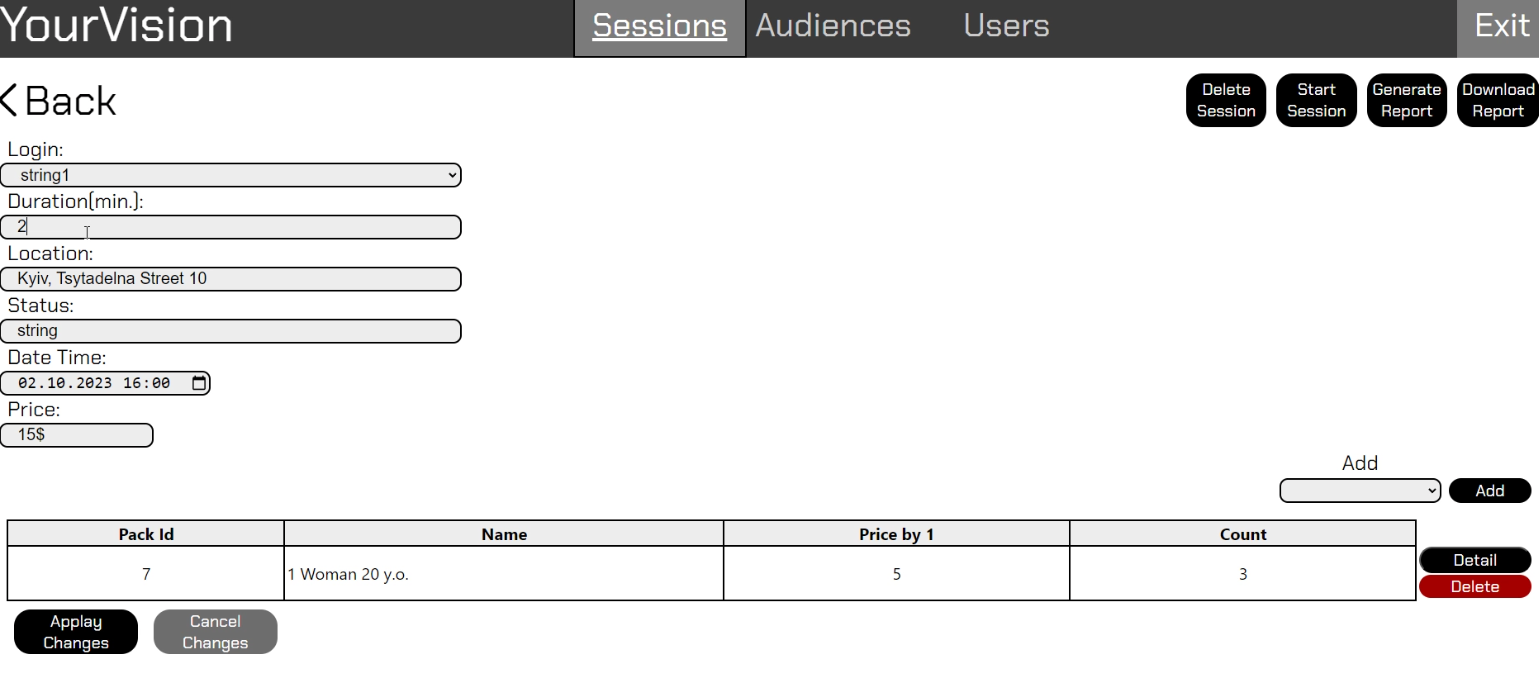 YourVision
Sessions
Audiences
Users
Exit
Back
Delete
Session
Start
Session
Generate
Report
Download
Report
Login:
string1
Duration(min.):
2
Location:
Kyiv, Tsytadelna Street 10
Status:
string
Date Time:
02.10.2023 16:00
Price:
15$
Add
Add
Pack Id Name Price by 1 Count
7 1 Woman 20 y.o. 5 3
Detail
Delete
Applay
Changes
Cancel
Changes